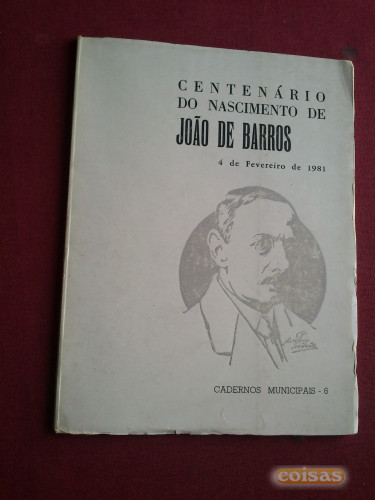 CENTENÁRIO
DO NASCIMENTO DE
JOÃO DE BARROS
4 de Fevereiro de 1981
CADERNOS MUNICIPAIS - 6
coisas